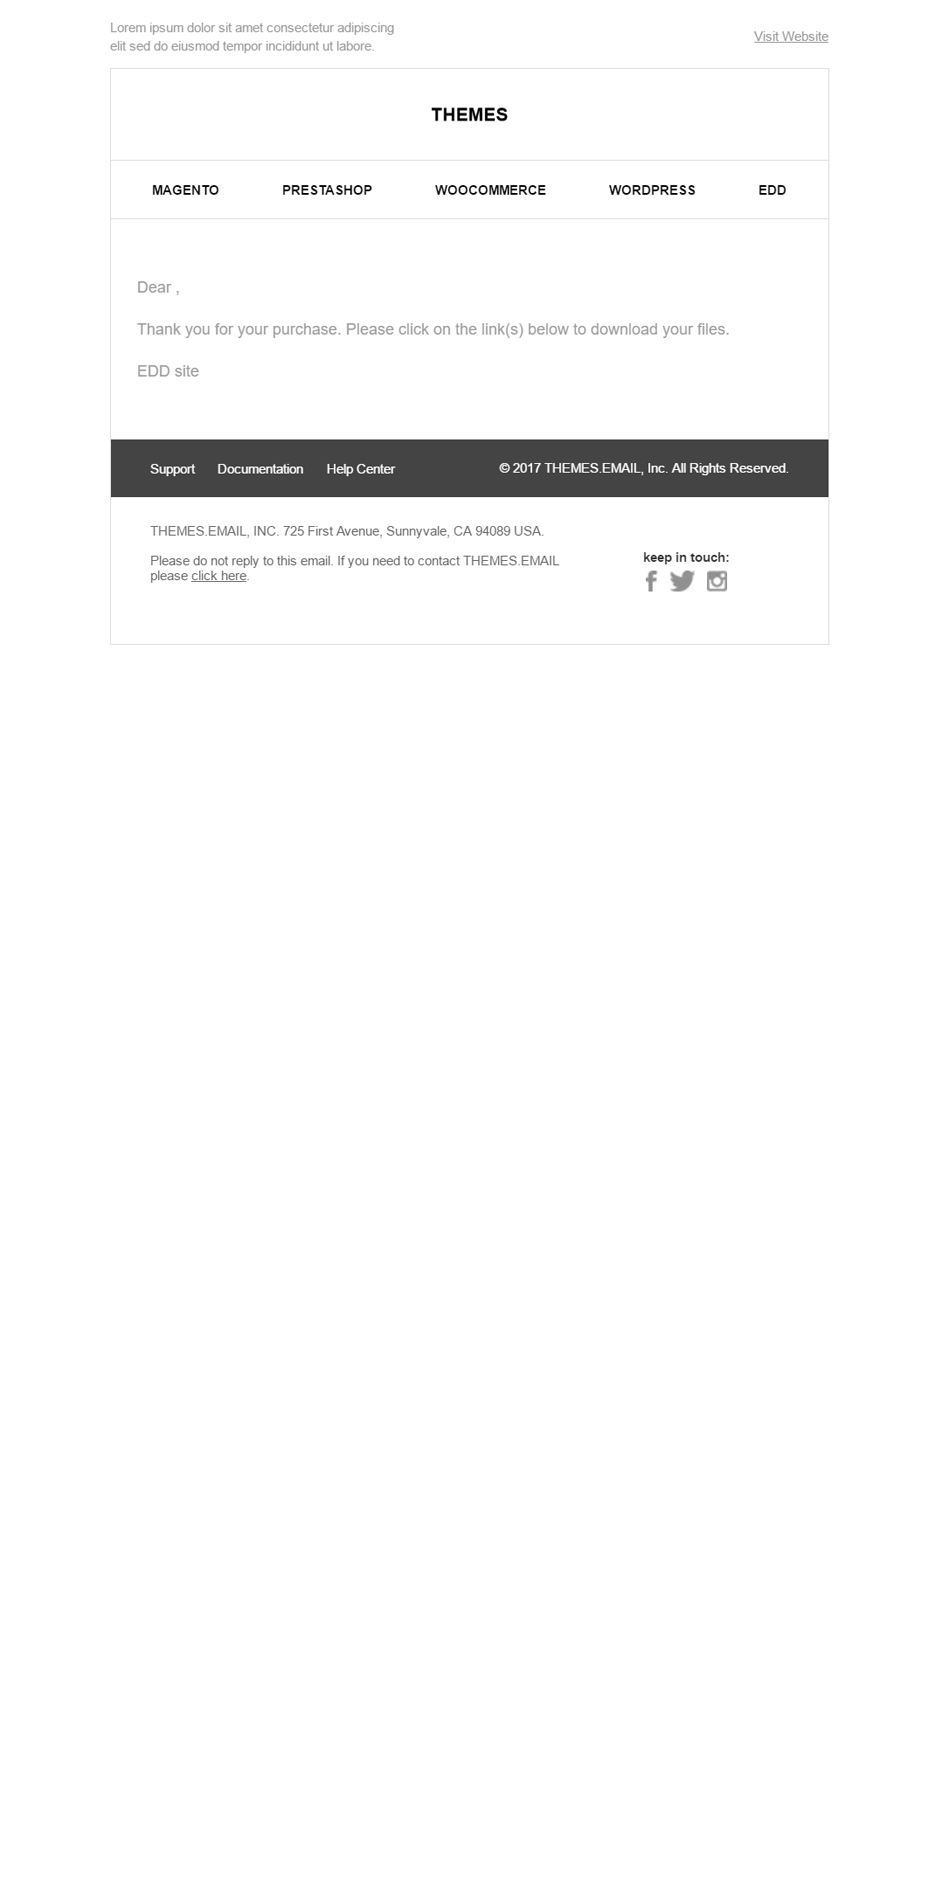 Lorem ipsum dolor sit amet consectetur adipiscing
elit sed do eiusmod tempor incididunt ut labore.
Visit Website
THEMES
MAGENTO PRESTASHOP WOOCOMMERCE WORDPRESS EDD
Dear ,
Thank you for your purchase. Please click on the link(s) below to download your files.
EDD site
Support Documentation Help Center © 2017 THEMES.EMAIL, Inc. All Rights Reserved.
THEMES.EMAIL, INC. 725 First Avenue, Sunnyvale, CA 94089 USA.
Please do not reply to this email. If you need to contact THEMES.EMAIL
please click here.
keep in touch: